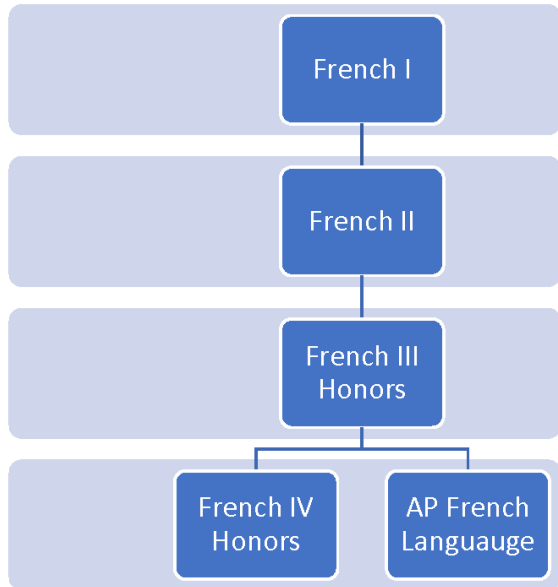 French I
French II
French III
Honors
French IV
Honors
AP French
Languauge